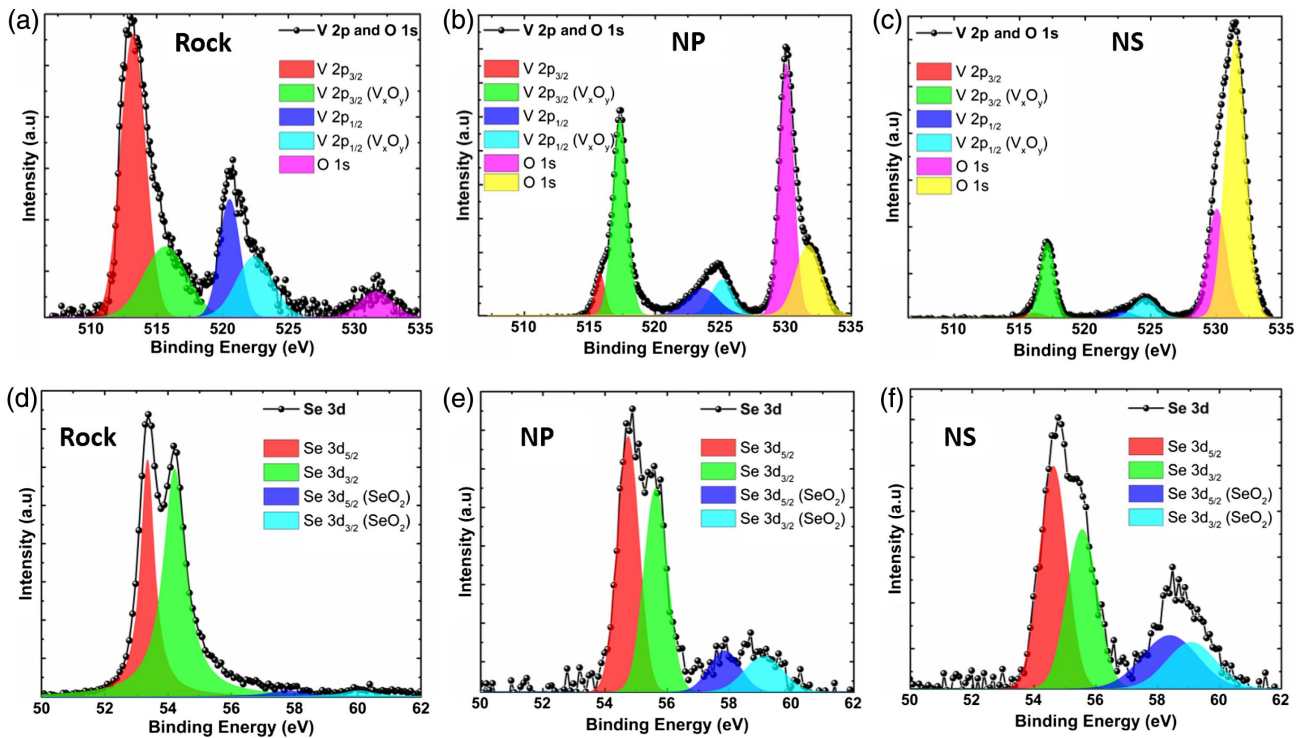 (a)
Rock
V 2p and O 1s
V 2p3/2
V 2p3/2 (VxOy)
V 2p1/2
V 2p1/2 (VxOy)
O 1s
Intensity (a.u)
510 515 520 525 530 535
Binding Energy (eV)
(b)
V 2p and O 1s
NP
V 2p3/2
V 2p3/2 (VxOy)
V 2p1/2
V 2p1/2 (VxOy)
O 1s
O 1s
Intensity (a.u)
510 515 520 525 530 535
Binding Energy (eV)
(c)
V 2p and O 1s
NS
V 2p3/2
V 2p3/2 (VxOy)
V 2p1/2
V 2p1/2 (VxOy)
O 1s
O 1s
Intensity (a.u)
510 515 520 525 530 535
Binding Energy (eV)
(d)
Rock
Se 3d
Se 3d5/2
Se 3d3/2
Se 3d5/2 (SeO2)
Se 3d3/2 (SeO2)
Intensity (a.u)
50 52 54 56 58 60 62
Binding Energy (eV)
(e)
NP
Se 3d
Se 3d5/2
Se 3d3/2
Se 3d5/2 (SeO2)
Se 3d3/2 (SeO2)
Intensity (a.u)
50 52 54 56 58 60 62
Binding Energy (eV)
(f)
NS
Se 3d
Se 3d5/2
Se 3d3/2
Se 3d5/2 (SeO2)
Se 3d3/2 (SeO2)
Intensity (a.u)
50 52 54 56 58 60 62
Binding Energy (eV)